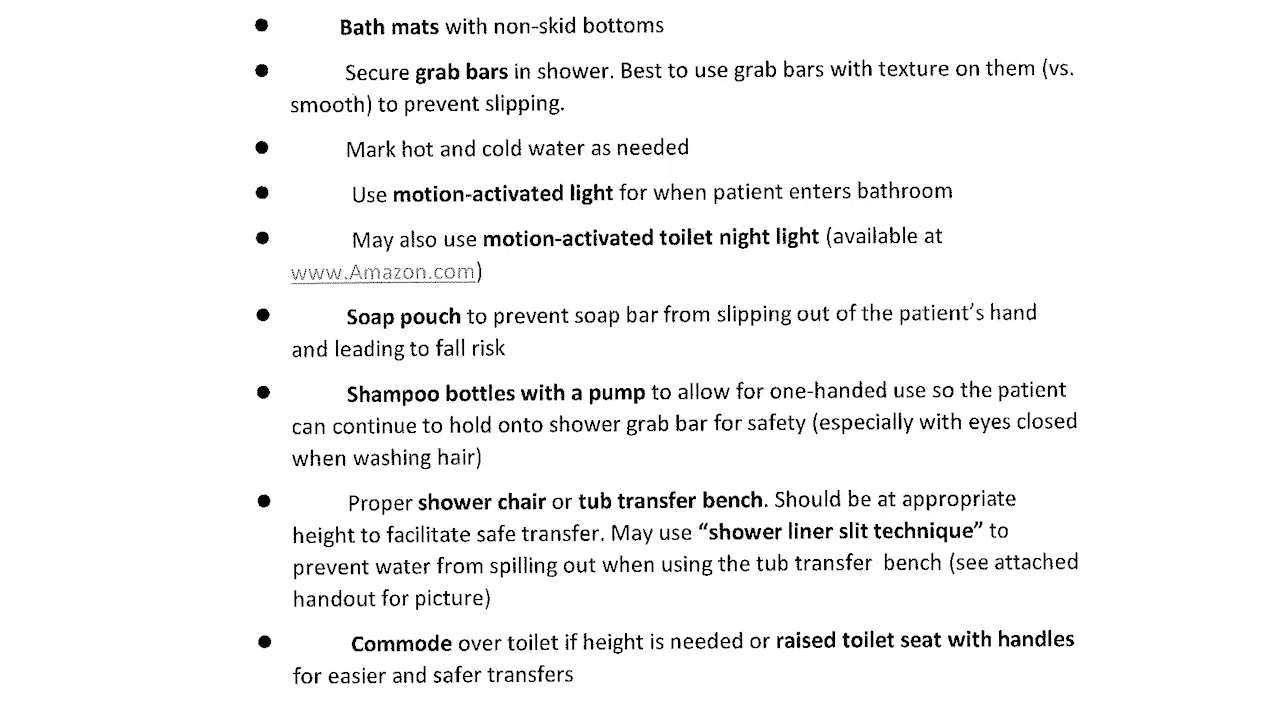 ● Bath mats with non-skid bottoms
● Secure grab bars in shower. Best to use grab bars with texture on them (vs.
smooth) to prevent slipping.
● Mark hot and cold water as needed
● Use motion-activated light for when patient enters bathroom
● May also use motion-activated toilet night light (available at
www.Amazon.com)
● Soap pouch to prevent soap bar from slipping out of the patient's hand
and leading to fall risk
● Shampoo bottles with a pump to allow for one-handed use so the patient
can continue to hold onto shower grab bar for safety (especially with eyes closed
when washing hair)
● Proper shower chair or tub transfer bench. Should be at appropriate
height to facilitate safe transfer. May use “shower liner slit technique” to
prevent water from spilling out when using the tub transfer bench (see attached
handout for picture)
● Commode over toilet if height is needed or raised toilet seat with handles
for easier and safer transfers